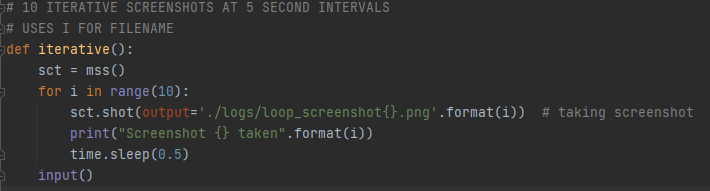 # 10 ITERATIVE SCREENSHOTS AT 5 SECOND INTERVALS
# USES I FOR FILENAME
def iterative():
    sct = mss()
    for i in range(10):
        sct.shot(output='./logs/loop_screenshot{}.png'.format(i))  # taking screenshot
        print("Screenshot {} taken".format(i))
        time.sleep(0.5)
    input()